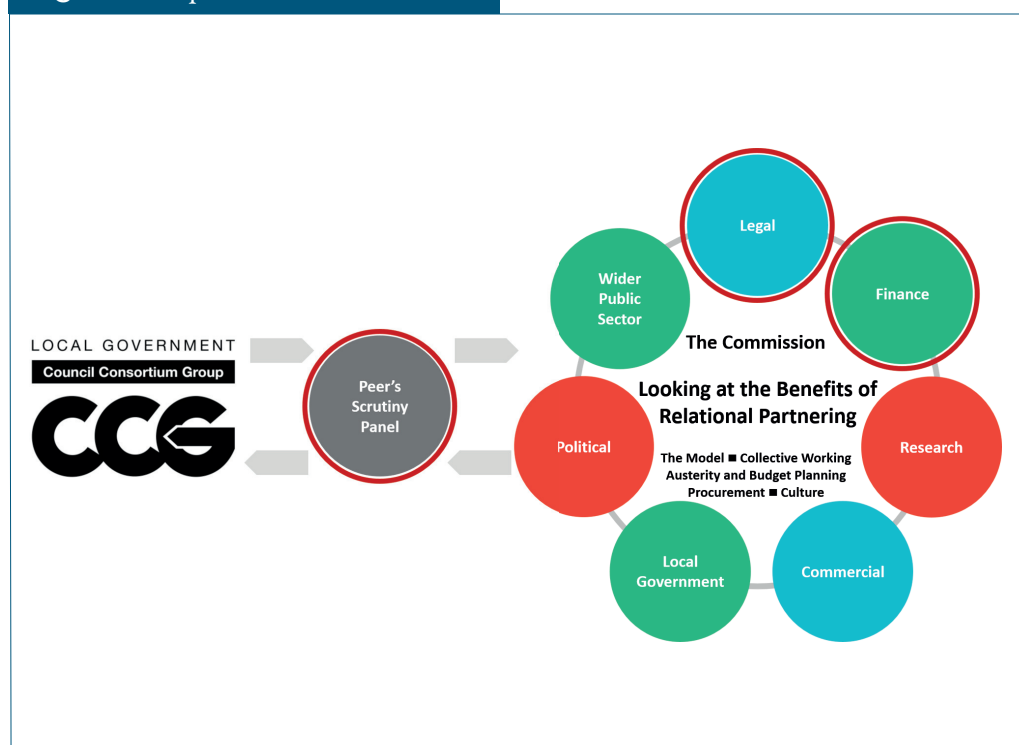 LOCAL GOVERNMENT
Council Consortium Group
CCG
Peer's
Scrutiny
Panel
Legal
Finance
Research
Commercial
Local
Government
Political
Wider
Public
Sector
The Commission
Looking at the Benefits of
Relational Partnering
The Model ■ Collective Working
Austerity and Budget Planning
Procurement ■ Culture